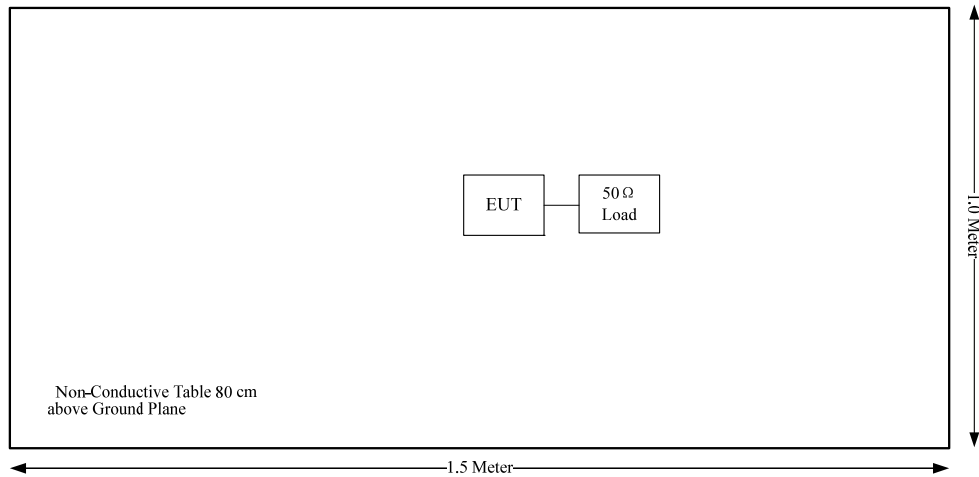 EUT
50 Ω
Load
1.0 Meter
Non-Conductive Table 80 cm
above Ground Plane
1.5 Meter